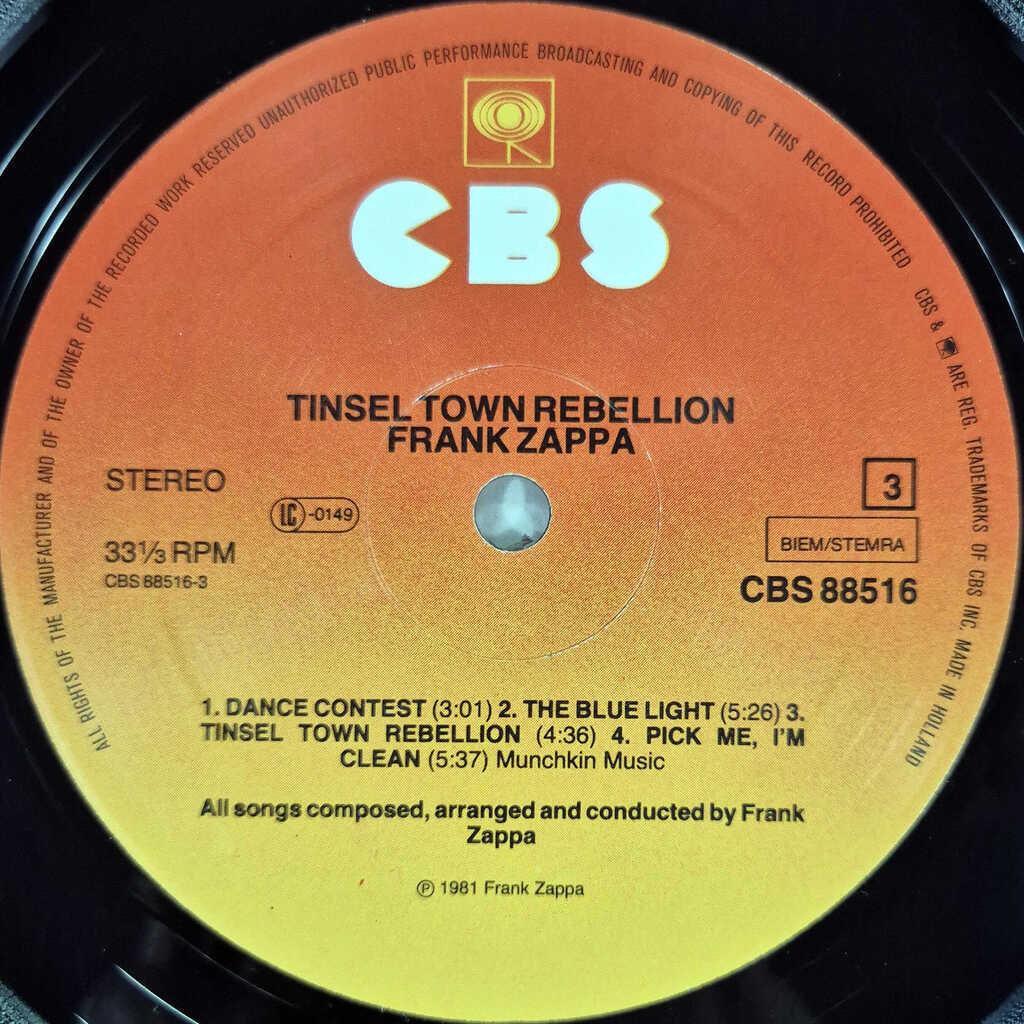 ALL RIGHTS OF THE MANUFACTURER AND OF THE OWNER OF THE RECORDED WORK RESERVED UNAUTHORIZED PUBLIC PERFORMANCE BROADCASTING AND COPYING OF THIS RECORD PROHIBITED
CBS & ARE REG. TRADEMARKS OF CBS INC. MADE IN HOLLAND
CBS
TINSEL TOWN REBELLION
FRANK ZAPPA
STEREO
3
LC-0149
BIEM/STEMRA
33⅓ RPM
CBS 88516-3
CBS 88516
1. DANCE CONTEST (3:01) 2. THE BLUE LIGHT (5:26) 3.
TINSEL TOWN REBELLION (4:36) 4. PICK ME, I'M
CLEAN (5:37) Munchkin Music
All songs composed, arranged and conducted by Frank
Zappa
℗ 1981 Frank Zappa